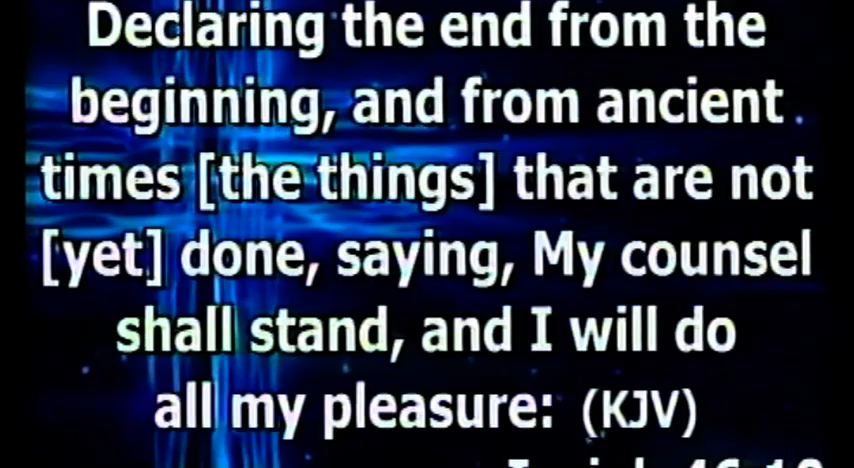 Declaring the end from the
beginning, and from ancient
times [the things] that are not
[yet] done, saying, My counsel
shall stand, and I will do
all my pleasure: (KJV)